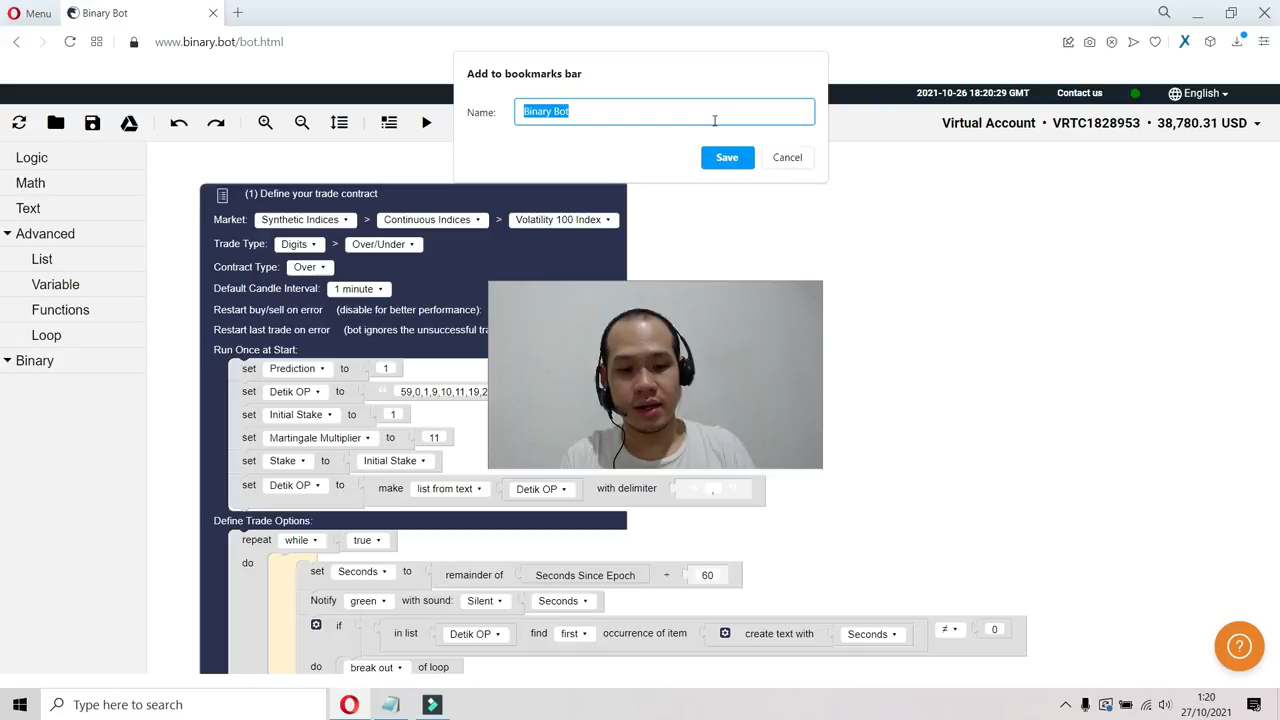 Menu
Binary Bot
www.binary.bot/bot.html
Add to bookmarks bar
Name: Binary Bot
Save Cancel
2021-10-26 18:20:29 GMT Contact us English
Virtual Account • VRTC1828953 • 38,780.31 USD
Logic
Math
Text
Advanced
List
Variable
Functions
Loop
Binary
(1) Define your trade contract
Market: Synthetic Indices > Continuous Indices > Volatility 100 Index
Trade Type: Digits > Over/Under
Contract Type: Over
Default Candle Interval: 1 minute
Restart buy/sell on error (disable for better performance):
Restart last trade on error (bot ignores the unsuccessful tra
Run Once at Start:
set Prediction to 1
set Detik OP to “ 59,0,1,9,10,11,19,2
set Initial Stake to 1
set Martingale Multiplier to 11
set Stake to Initial Stake
set Detik OP to make list from text Detik OP with delimiter “ , ”
Define Trade Options:
repeat while true
do
set Seconds to remainder of Seconds Since Epoch ÷ 60
Notify green with sound: Silent Seconds
if in list Detik OP find first occurrence of item create text with Seconds ≠ 0
do break out of loop
?
Type here to search
1:20
27/10/2021